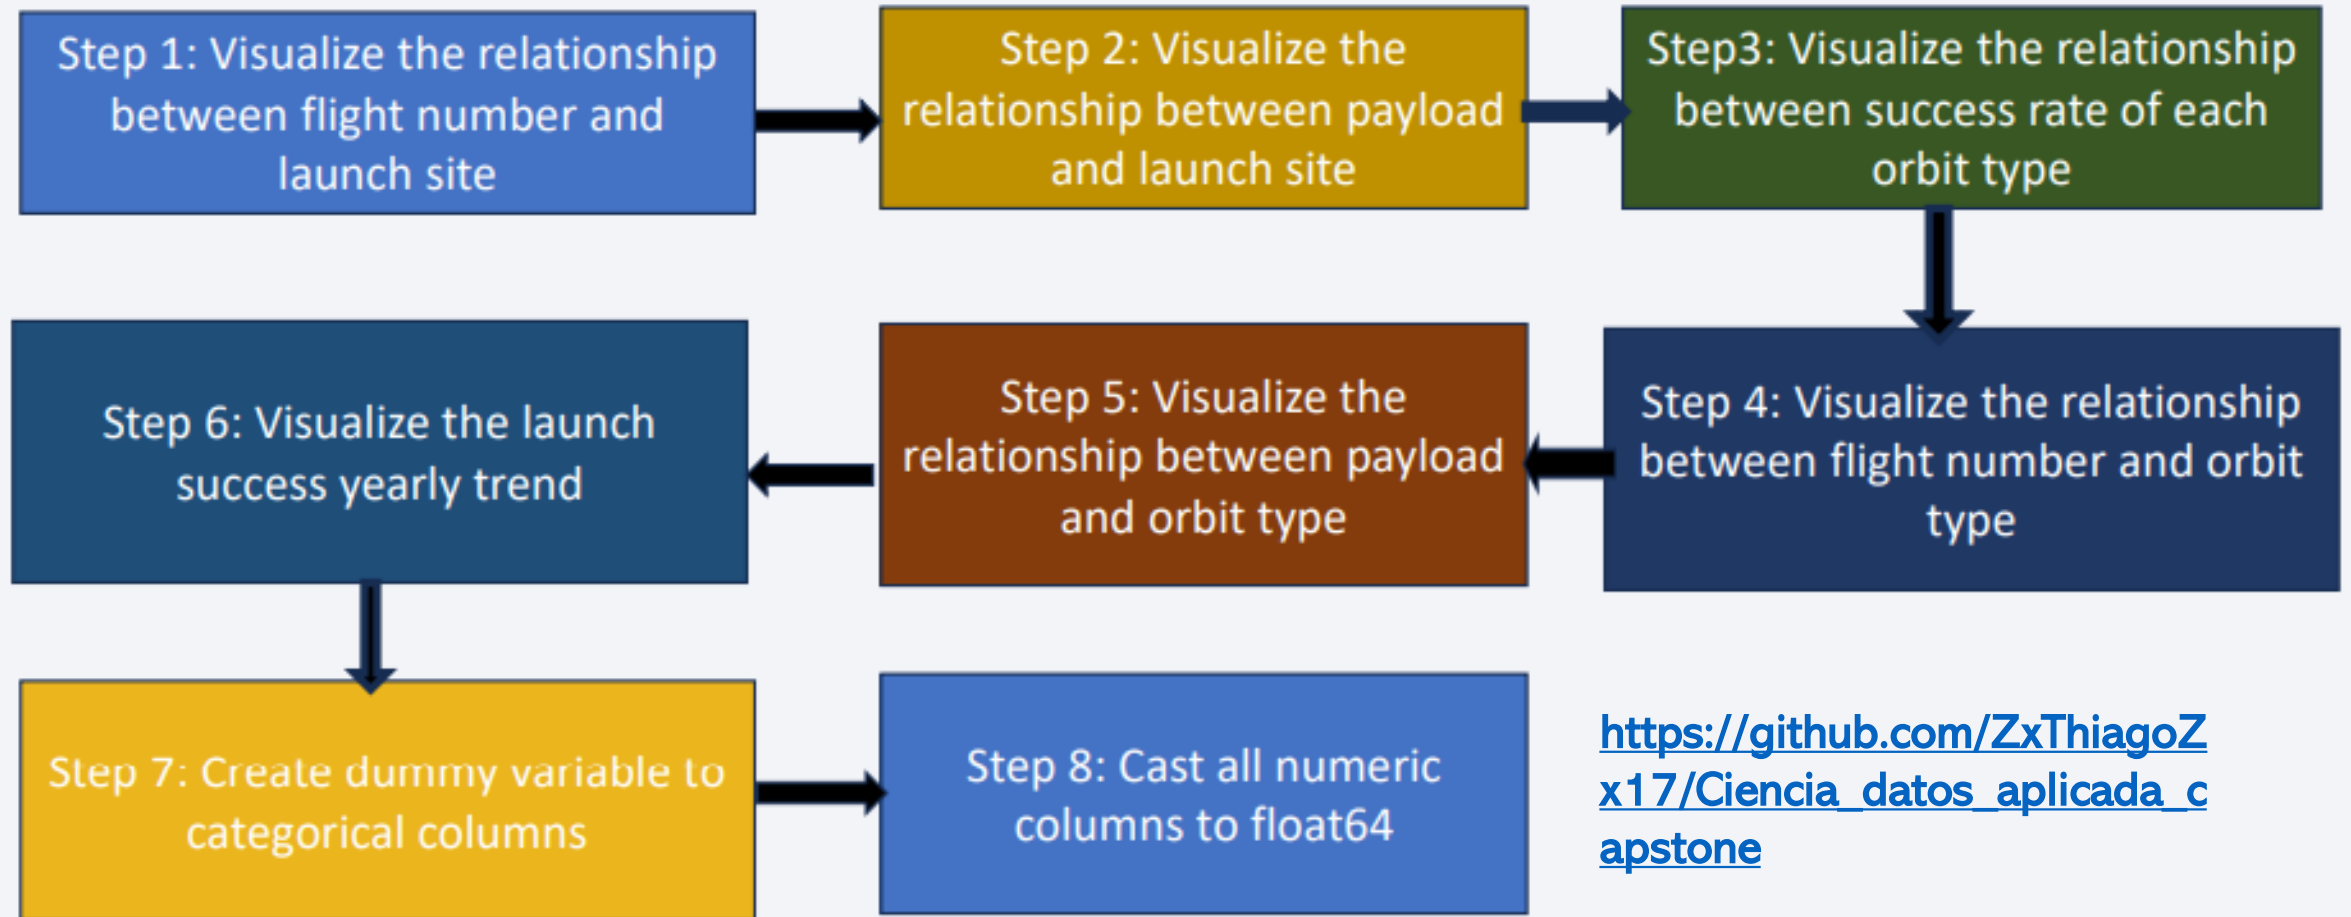 Step 1: Visualize the relationship
between flight number and
launch site
Step 2: Visualize the
relationship between payload
and launch site
Step3: Visualize the relationship
between success rate of each
orbit type
Step 4: Visualize the relationship
between flight number and orbit
type
Step 5: Visualize the
relationship between payload
and orbit type
Step 6: Visualize the launch
success yearly trend
Step 7: Create dummy variable to
categorical columns
Step 8: Cast all numeric
columns to float64
https://github.com/ZxThiagoZ
x17/Ciencia_datos_aplicada_c
apstone